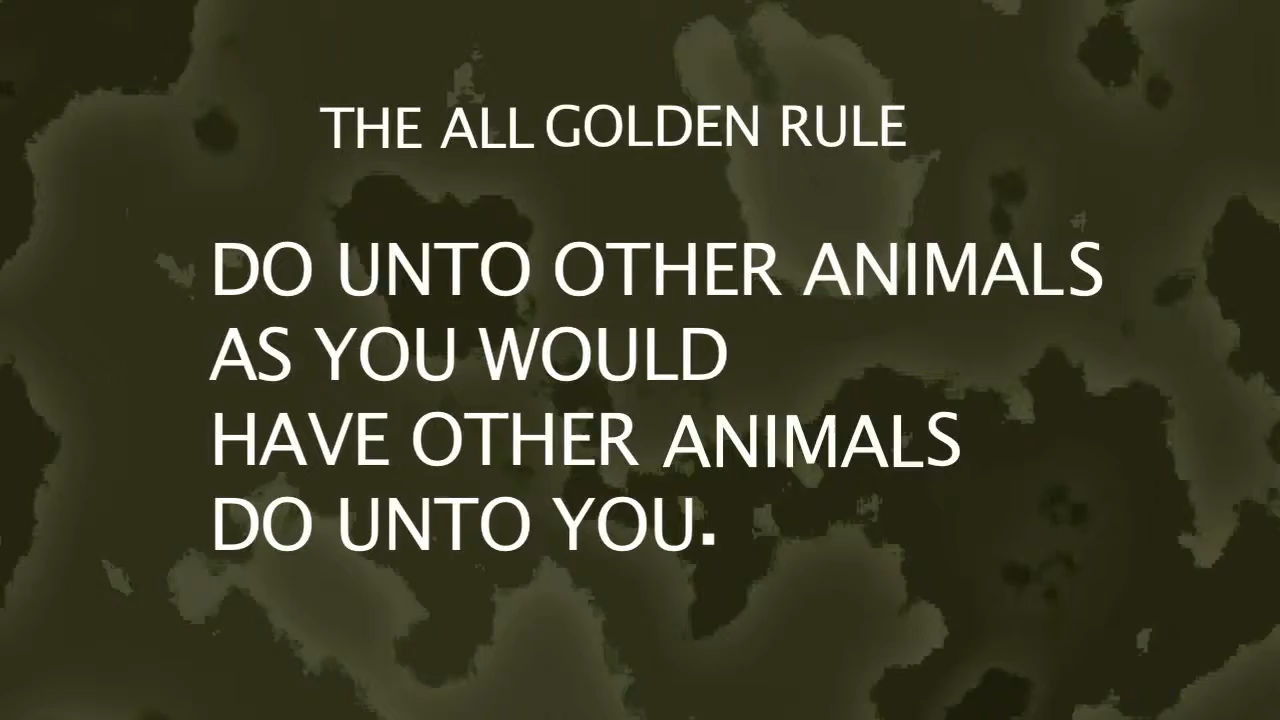 THE ALL GOLDEN RULE
DO UNTO OTHER ANIMALS
AS YOU WOULD
HAVE OTHER ANIMALS
DO UNTO YOU.